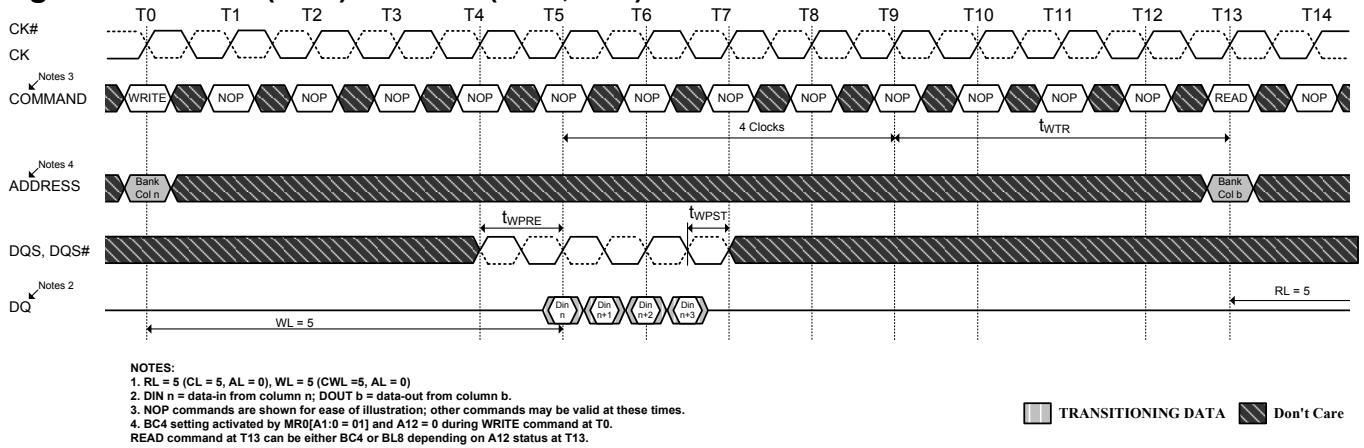 T0 T1 T2 T3 T4 T5 T6 T7 T8 T9 T10 T11 T12 T13 T14
CK#
CK
Notes 3
COMMAND WRITE NOP NOP NOP NOP NOP NOP NOP NOP NOP NOP NOP NOP READ NOP
4 Clocks tWTR
Notes 4
ADDRESS
Bank Bank
Col n Col b
tWPRE tWPST
DQS, DQS#
Notes 2
DQ
Din Din Din Din
n n+1 n+2 n+3
RL = 5
WL = 5
NOTES:
1. RL = 5 (CL = 5, AL = 0), WL = 5 (CWL =5, AL = 0)
2. DIN n = data-in from column n; DOUT b = data-out from column b.
3. NOP commands are shown for ease of illustration; other commands may be valid at these times.
4. BC4 setting activated by MR0[A1:0 = 01] and A12 = 0 during WRITE command at T0.
READ command at T13 can be either BC4 or BL8 depending on A12 status at T13.
TRANSITIONING DATA Don't Care